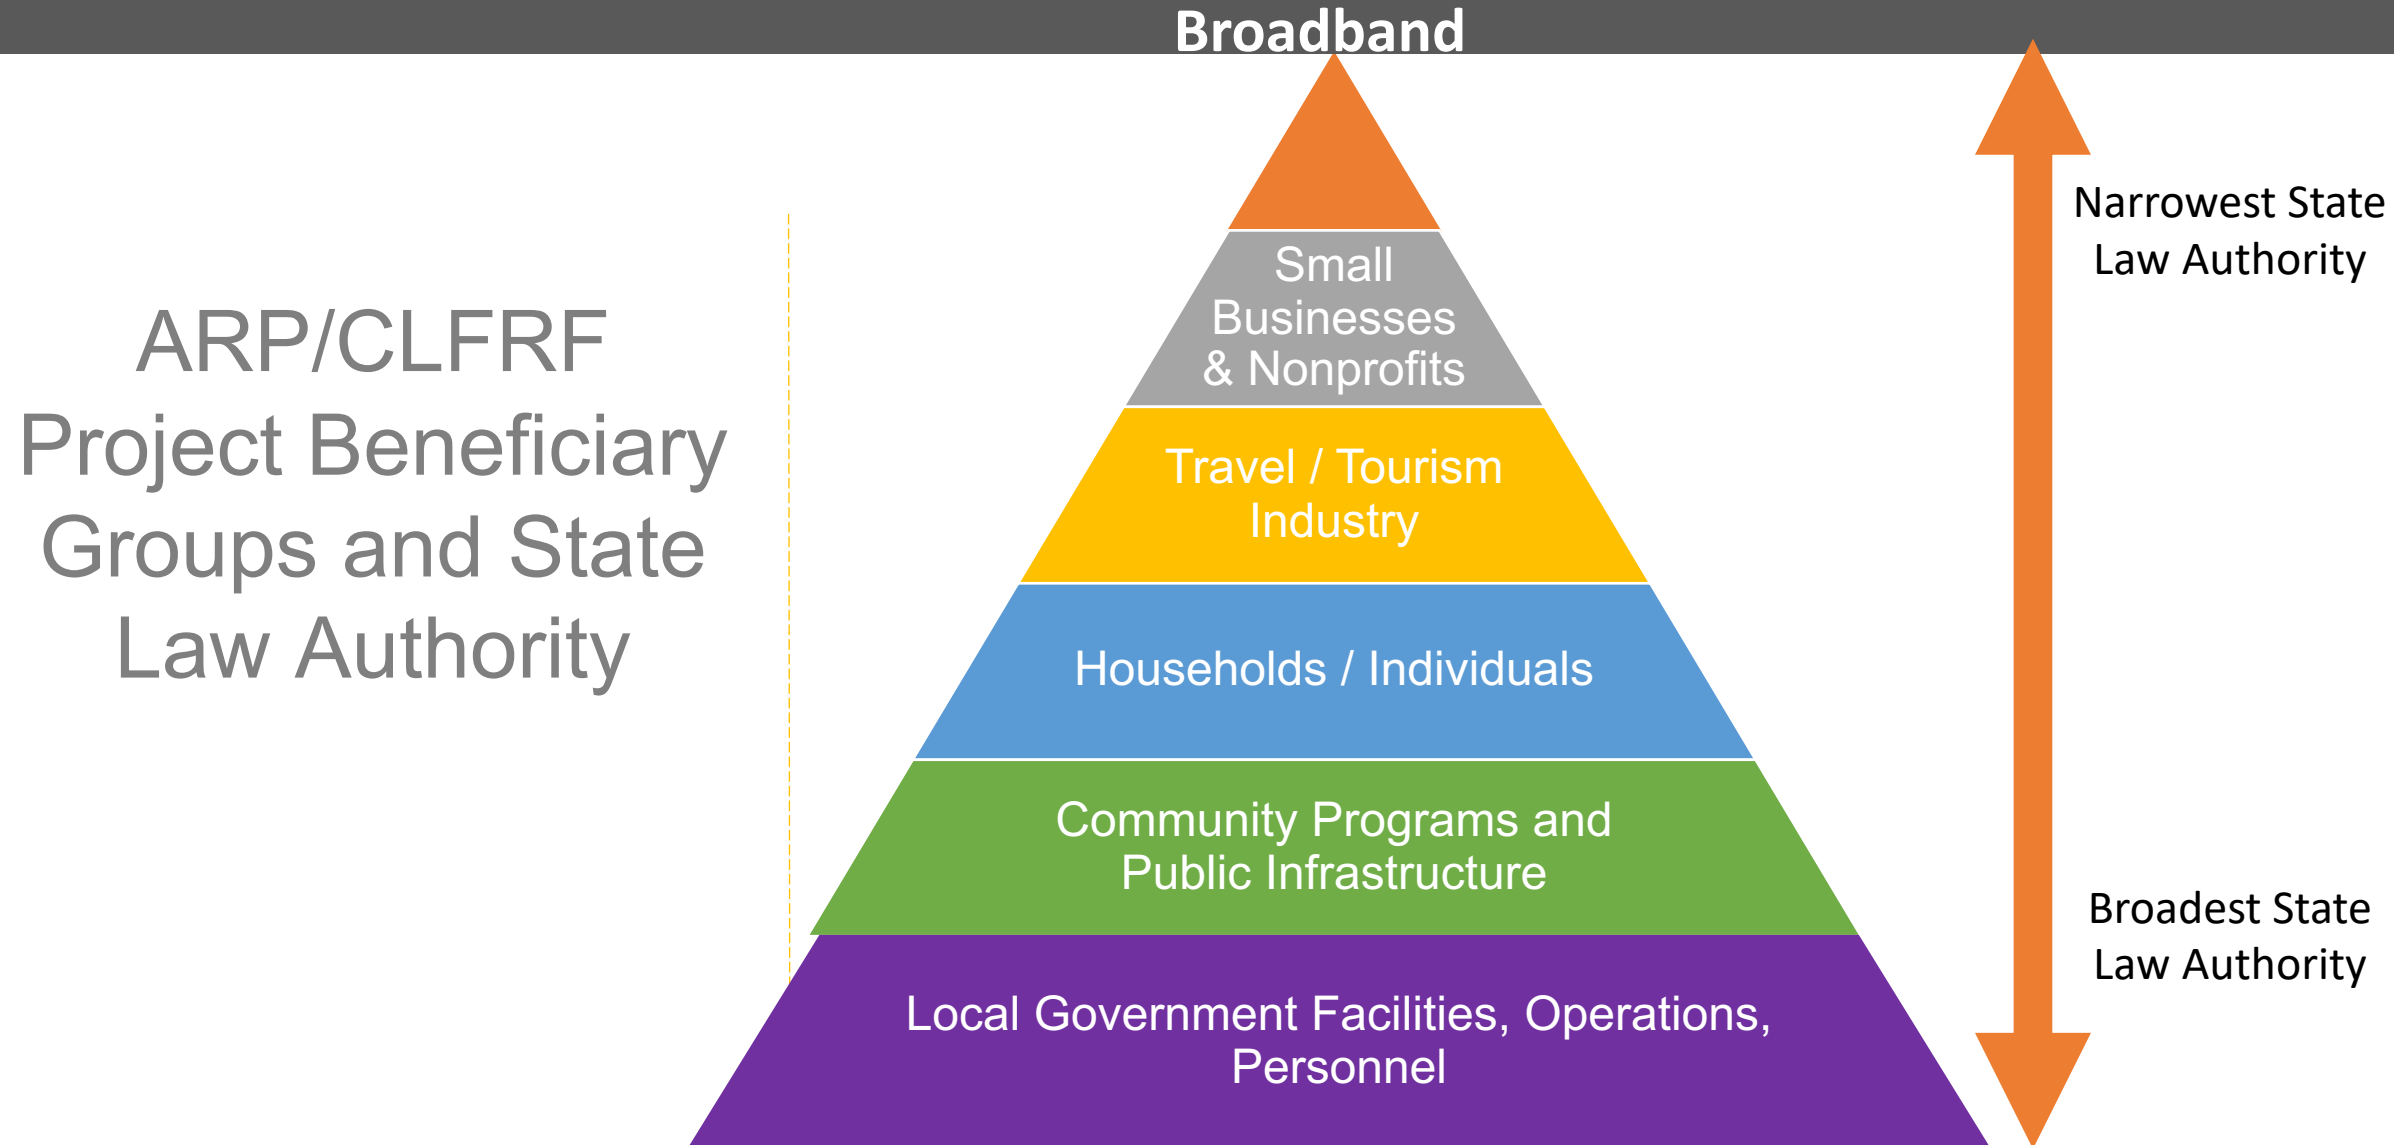 Broadband
ARP/CLFRF
Project Beneficiary
Groups and State
Law Authority
Small
Businesses
& Nonprofits
Travel / Tourism
Industry
Households / Individuals
Community Programs and
Public Infrastructure
Local Government Facilities, Operations,
Personnel
Narrowest State
Law Authority
Broadest State
Law Authority